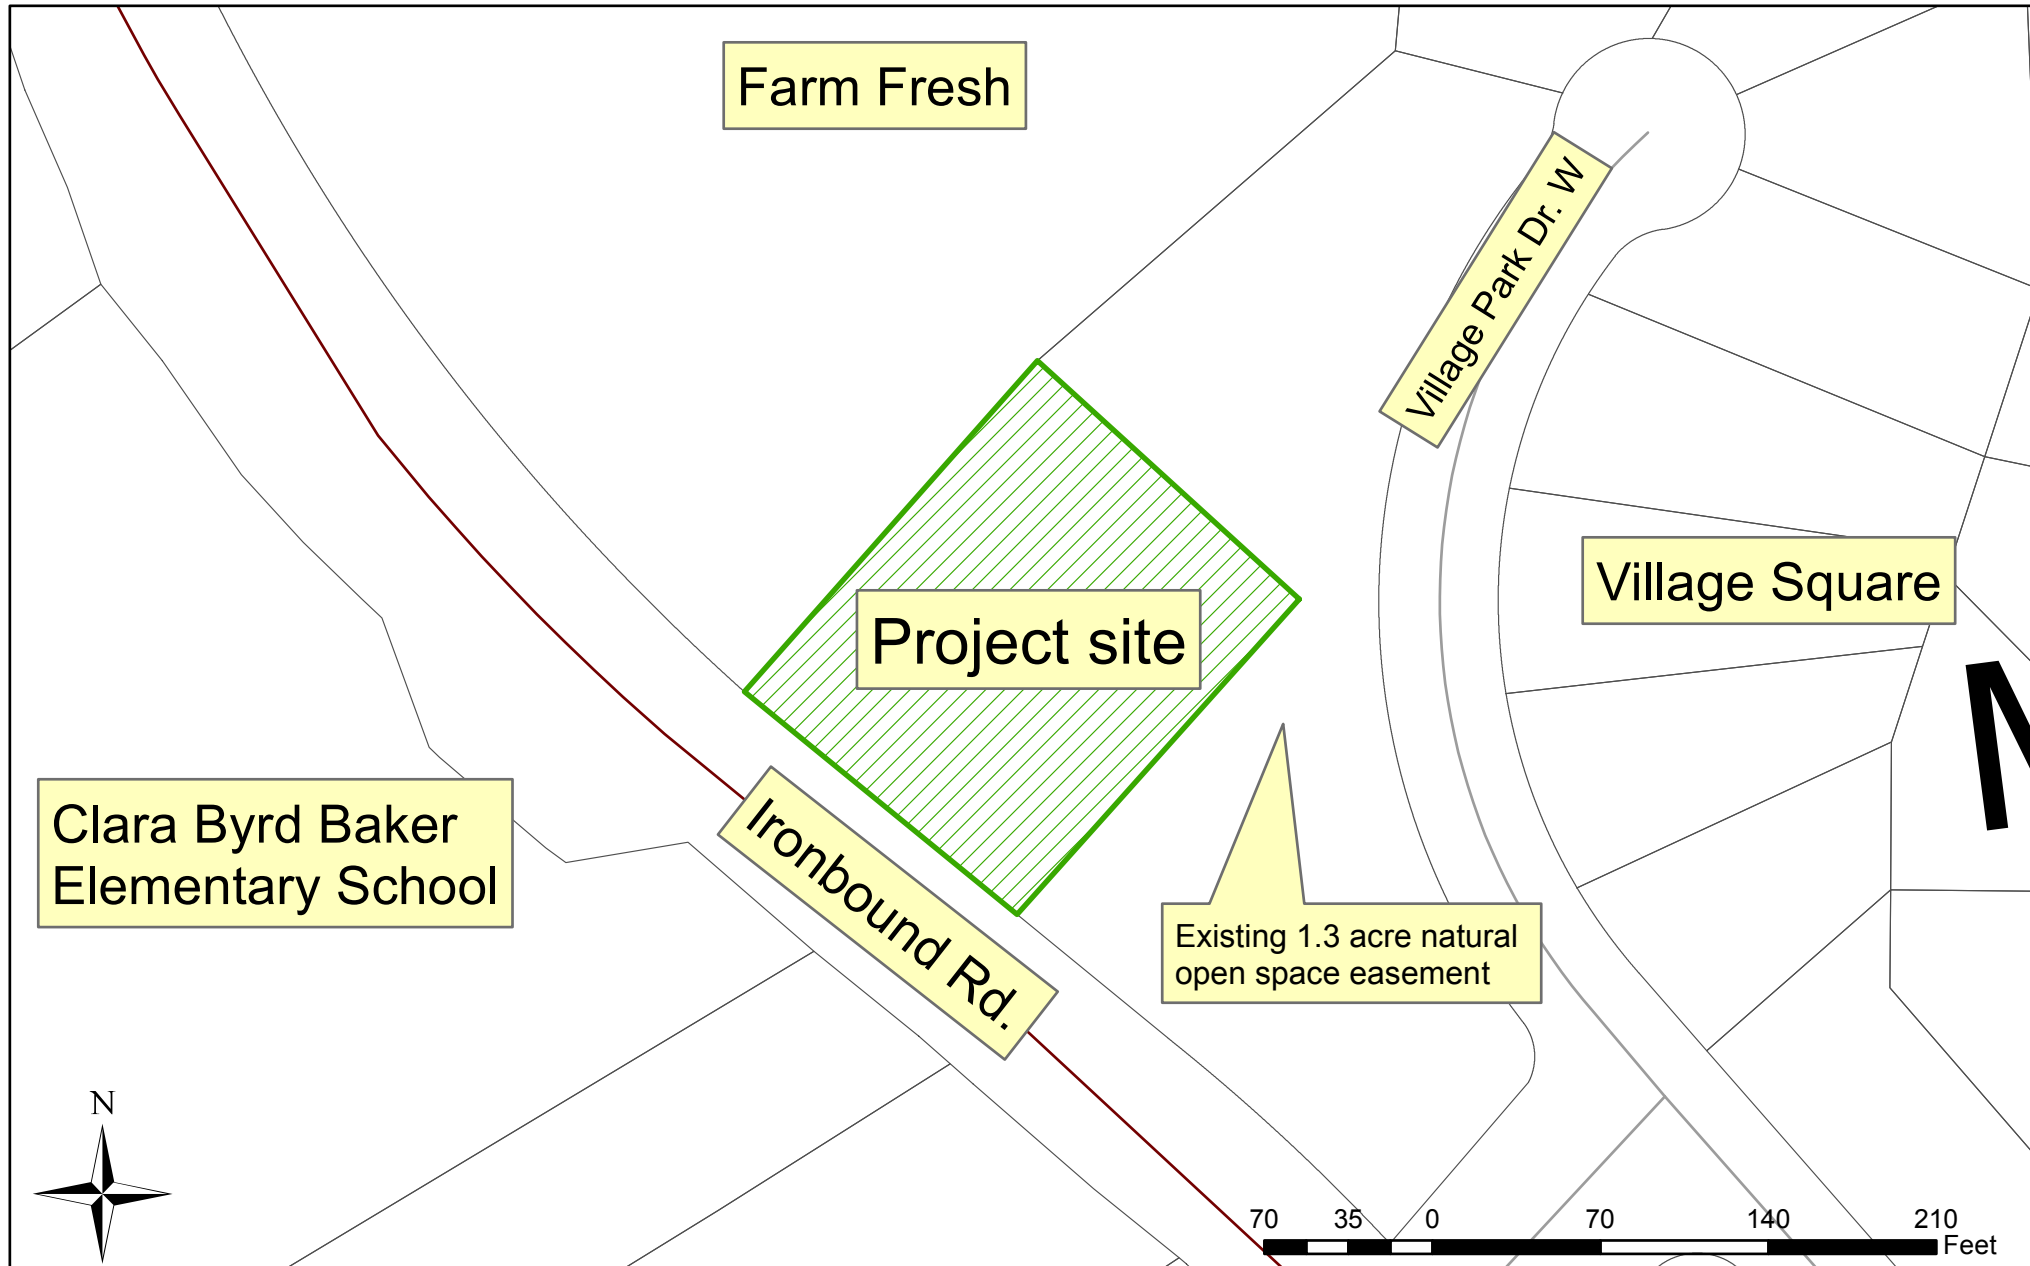 Farm Fresh
Village Park Dr. W
Village Square
Project site
Clara Byrd Baker
Elementary School
Ironbound Rd.
Existing 1.3 acre natural
open space easement
N
70 35 0 70 140 210
Feet